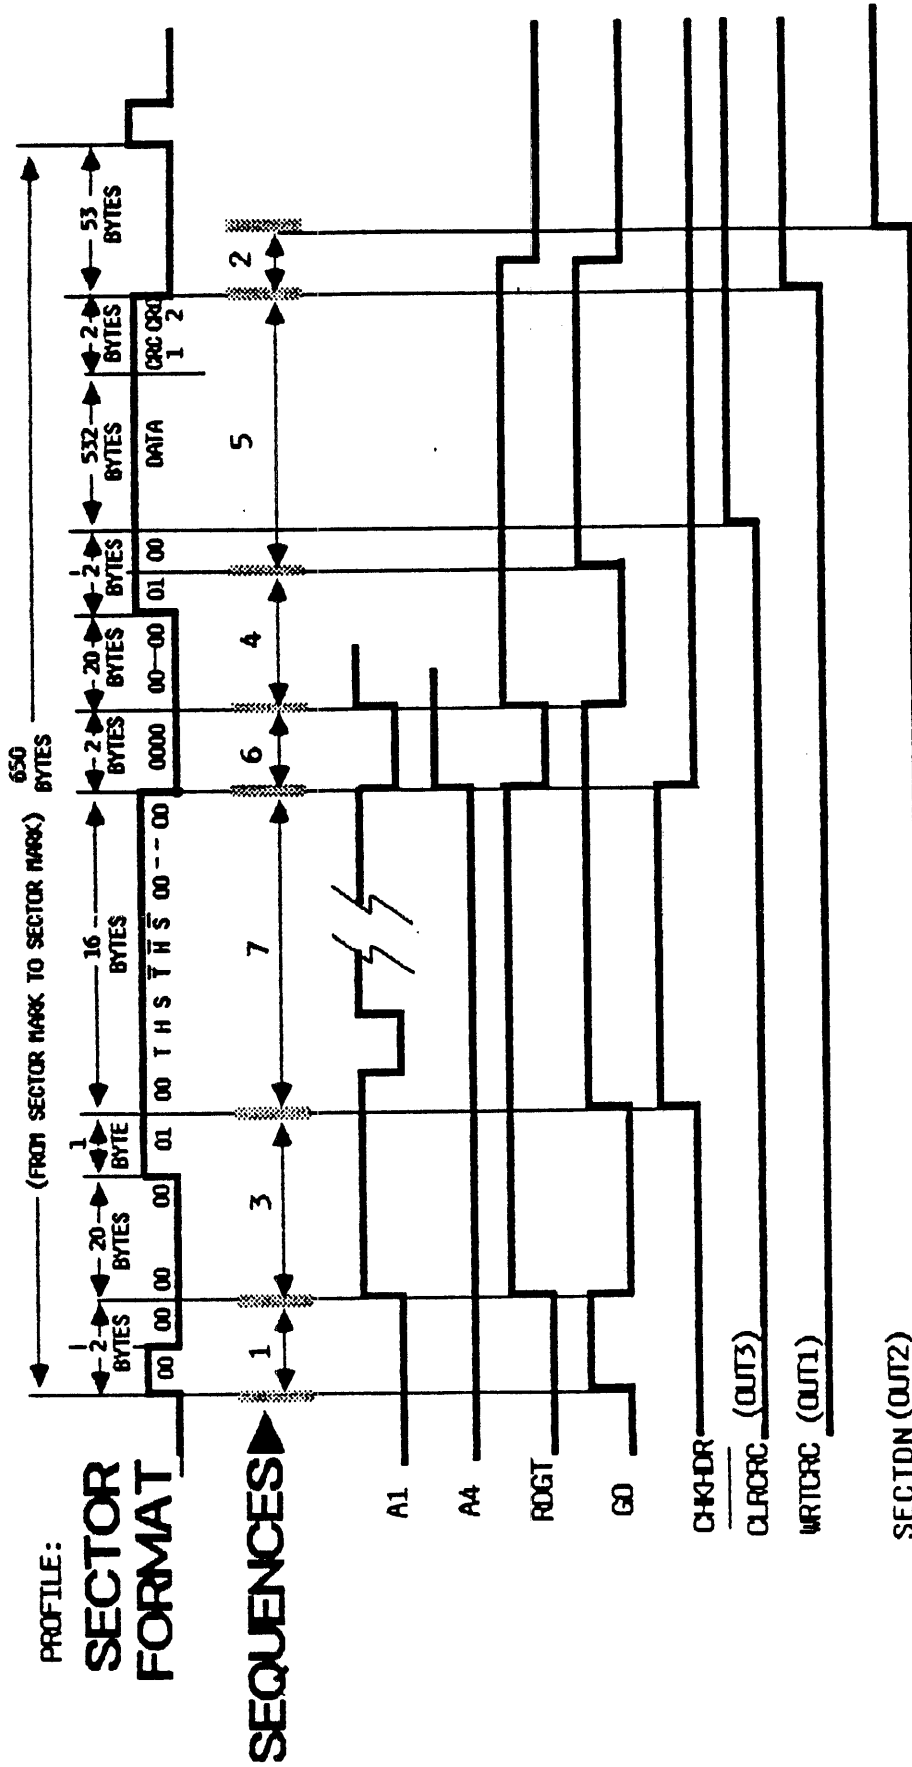 PROFILE:
SECTOR
FORMAT
(FROM SECTOR MARK TO SECTOR MARK)
650
BYTES
2
BYTES
20
BYTES
1
BYTE
16
BYTES
2
BYTES
20
BYTES
2
BYTES
532
BYTES
2
BYTES
53
BYTES
00 00 00 00 01 00 T H S T̅ H̅ S̅ 00 -- 00 0000 00—00 01 00 DATA CRC CRC
1 2
SEQUENCES
1 3 7 6 4 5 2
A1
A4
RDGT
GO
CHKHDR
C̅L̅R̅C̅R̅C̅ (OUT3)
WRTCRC (OUT1)
SECTDN (OUT2)